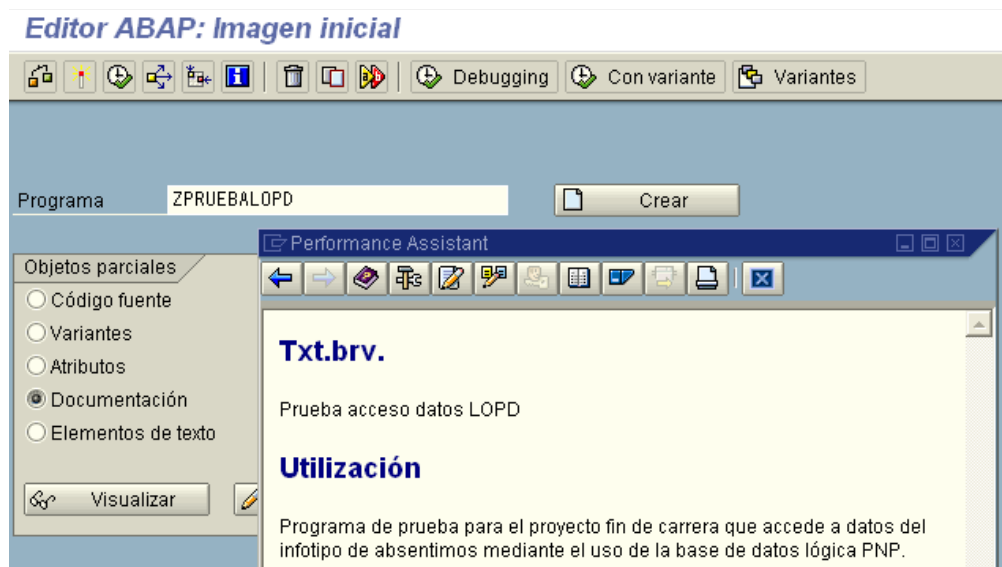 Editor ABAP: Imagen inicial
Debugging Con variante Variantes
Programa ZPRUEBALOPD Crear
Performance Assistant
Objetos parciales
Código fuente
Variantes
Atributos
Documentación
Elementos de texto
Visualizar
Txt.brv.
Prueba acceso datos LOPD
Utilización
Programa de prueba para el proyecto fin de carrera que accede a datos del
infotipo de absentimos mediante el uso de la base de datos lógica PNP.